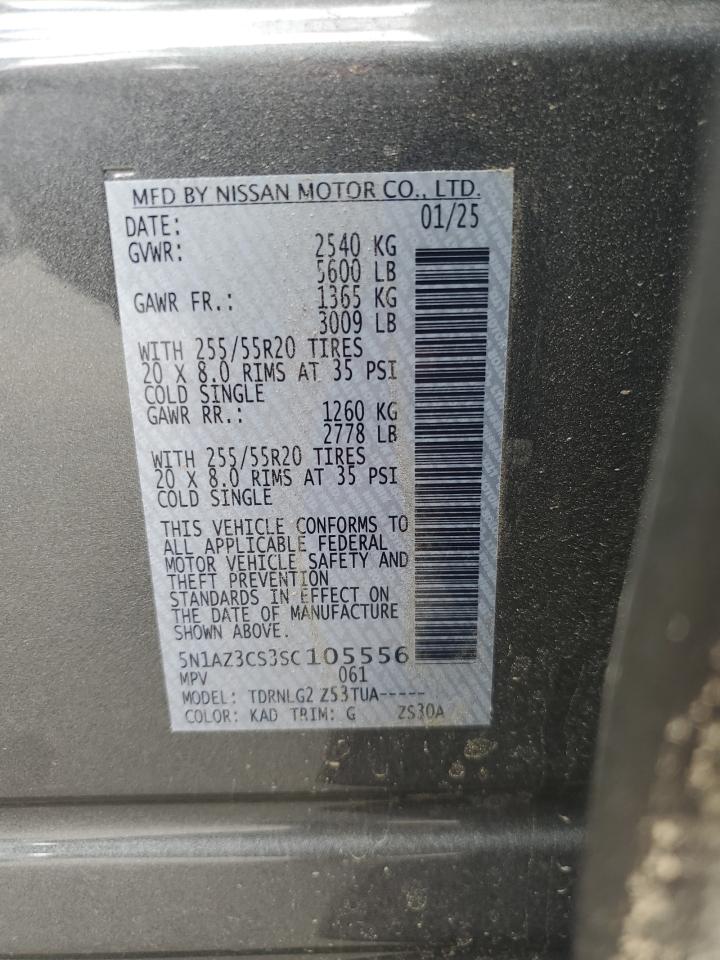 MFD BY NISSAN MOTOR CO., LTD.
DATE: 01/25
GVWR: 2540 KG
5600 LB
GAWR FR.: 1365 KG
3009 LB
WITH 255/55R20 TIRES
20 X 8.0 RIMS AT 35 PSI
COLD SINGLE
GAWR RR.: 1260 KG
2778 LB
WITH 255/55R20 TIRES
20 X 8.0 RIMS AT 35 PSI
COLD SINGLE
THIS VEHICLE CONFORMS TO
ALL APPLICABLE FEDERAL
MOTOR VEHICLE SAFETY AND
THEFT PREVENTION
STANDARDS IN EFFECT ON
THE DATE OF MANUFACTURE
SHOWN ABOVE.
5N1AZ3CS3SC105556
MPV 061
MODEL: TDRNLG2 Z53TUA-----
COLOR: KAD TRIM: G ZS30A